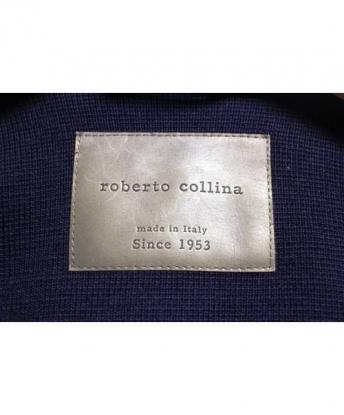 roberto collina
made in Italy
Since 1953